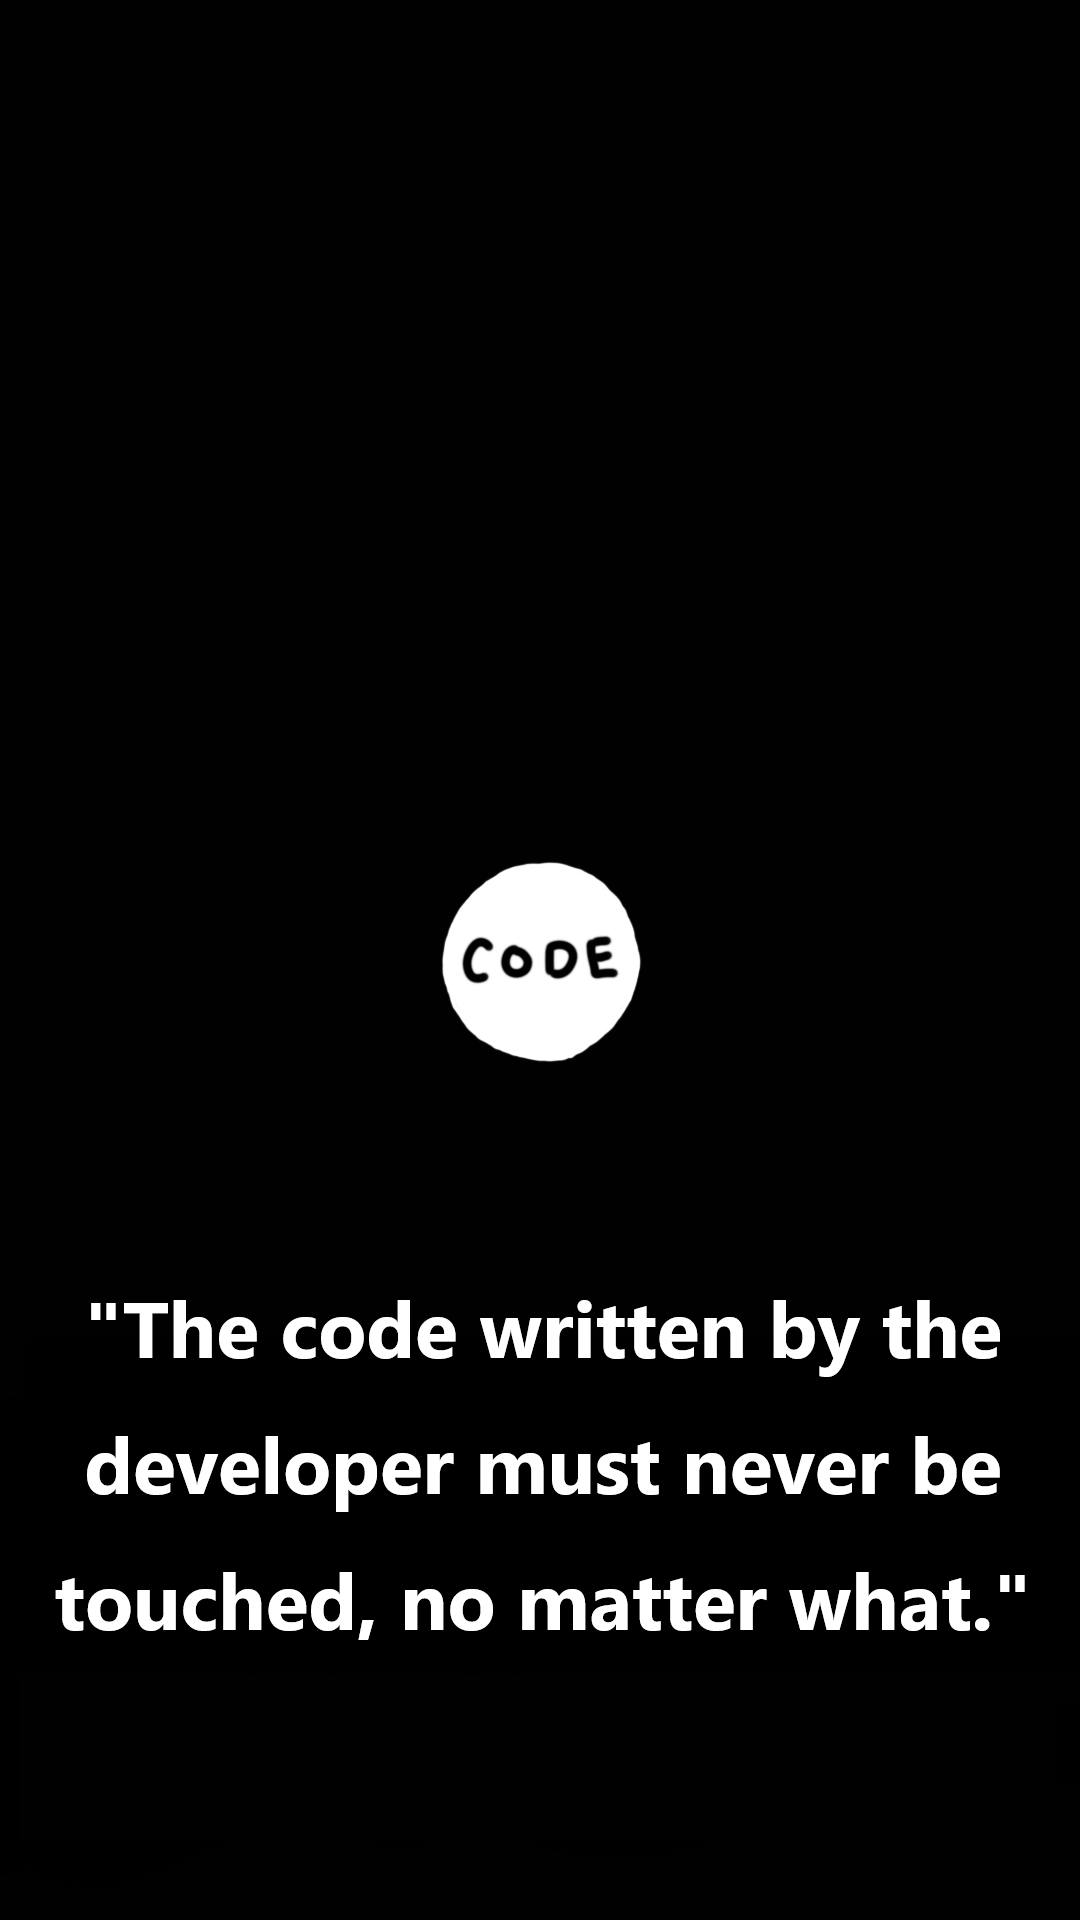 CODE
"The code written by the
developer must never be
touched, no matter what."